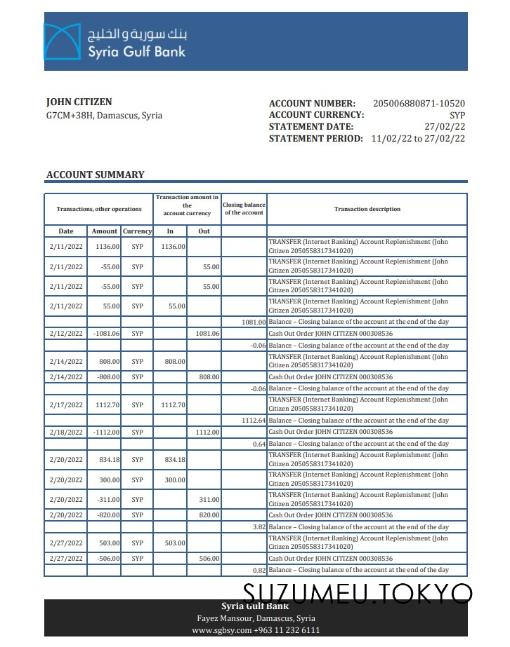 بنك سورية والخليج
Syria Gulf Bank
JOHN CITIZEN
G7CM+38H, Damascus, Syria
ACCOUNT NUMBER: 205006880871-10520
ACCOUNT CURRENCY: SYP
STATEMENT DATE: 27/02/22
STATEMENT PERIOD: 11/02/22 to 27/02/22
ACCOUNT SUMMARY
Transactions, other operations
Transaction amount in
the
account currency
Closing balance
of the account
Transaction description
Date Amount Currency In Out
2/11/2022 1136.00 SYP 1136.00 TRANSFER (Internet Banking) Account Replenishment (John
Citizen 2050558317341020)
2/11/2022 -55.00 SYP 55.00 TRANSFER (Internet Banking) Account Replenishment (John
Citizen 2050558317341020)
2/11/2022 -55.00 SYP 55.00 TRANSFER (Internet Banking) Account Replenishment (John
Citizen 2050558317341020)
2/11/2022 55.00 SYP 55.00 TRANSFER (Internet Banking) Account Replenishment (John
Citizen 2050558317341020)
1081.00 Balance – Closing balance of the account at the end of the day
2/12/2022 -1081.06 SYP 1081.06 Cash Out Order JOHN CITIZEN 000308536
-0.06 Balance – Closing balance of the account at the end of the day
2/14/2022 808.00 SYP 808.00 TRANSFER (Internet Banking) Account Replenishment (John
Citizen 2050558317341020)
2/14/2022 -808.00 SYP 808.00 Cash Out Order JOHN CITIZEN 000308536
-0.06 Balance – Closing balance of the account at the end of the day
2/17/2022 1112.70 SYP 1112.70 TRANSFER (Internet Banking) Account Replenishment (John
Citizen 2050558317341020)
1112.64 Balance – Closing balance of the account at the end of the day
2/18/2022 -1112.00 SYP 1112.00 Cash Out Order JOHN CITIZEN 000308536
0.64 Balance – Closing balance of the account at the end of the day
2/20/2022 834.18 SYP 834.18 TRANSFER (Internet Banking) Account Replenishment (John
Citizen 2050558317341020)
2/20/2022 300.00 SYP 300.00 TRANSFER (Internet Banking) Account Replenishment (John
Citizen 2050558317341020)
2/20/2022 -311.00 SYP 311.00 TRANSFER (Internet Banking) Account Replenishment (John
Citizen 2050558317341020)
2/20/2022 -820.00 SYP 820.00 Cash Out Order JOHN CITIZEN 000308536
3.82 Balance – Closing balance of the account at the end of the day
2/27/2022 503.00 SYP 503.00 TRANSFER (Internet Banking) Account Replenishment (John
Citizen 2050558317341020)
2/27/2022 -506.00 SYP 506.00 Cash Out Order JOHN CITIZEN 000308536
0.82 Balance – Closing balance of the account at the end of the day
SUZUMEU.TOKYO
Syria Gulf Bank
Fayez Mansour, Damascus, Syria
www.sgbsy.com +963 11 232 6111